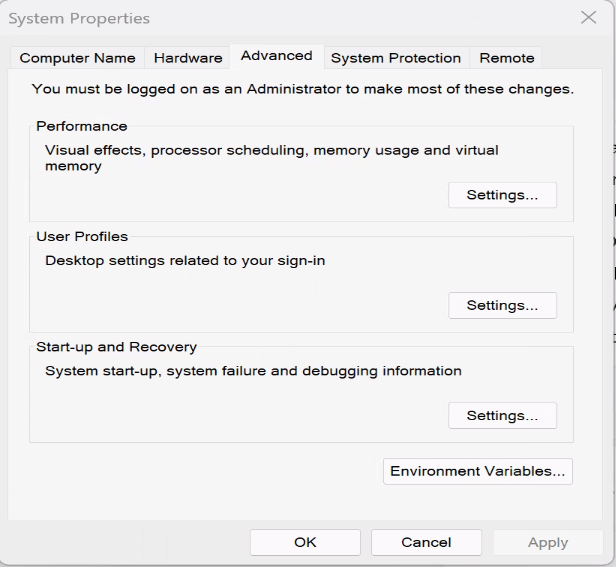 System Properties
Computer Name Hardware Advanced System Protection Remote
You must be logged on as an Administrator to make most of these changes.
Performance
Visual effects, processor scheduling, memory usage and virtual
memory
Settings...
User Profiles
Desktop settings related to your sign-in
Settings...
Start-up and Recovery
System start-up, system failure and debugging information
Settings...
Environment Variables...
OK Cancel Apply